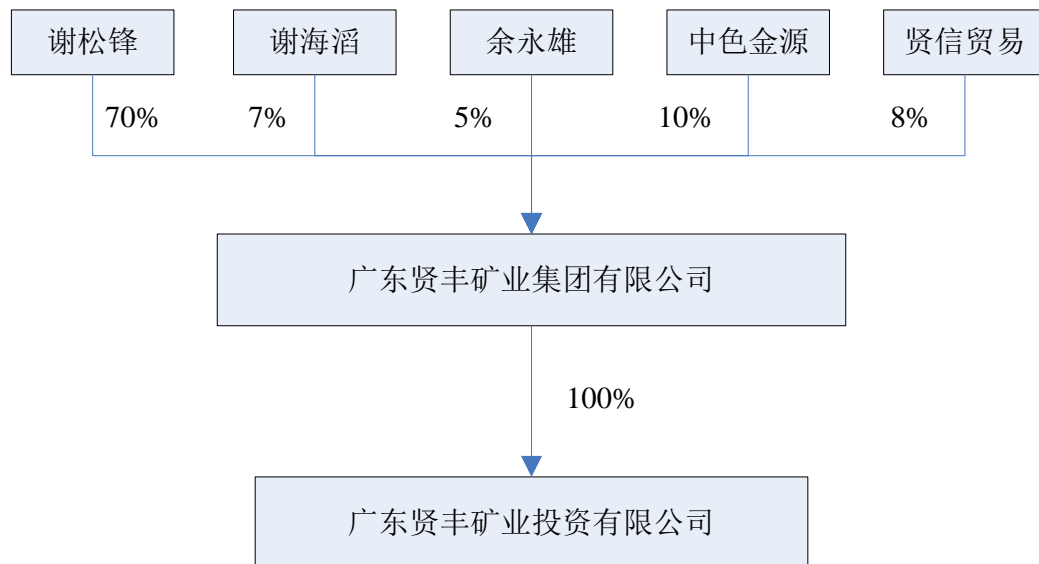 谢松锋 谢海滔 余永雄 中色金源 贤信贸易
70% 7% 5% 10% 8%
广东贤丰矿业集团有限公司
100%
广东贤丰矿业投资有限公司